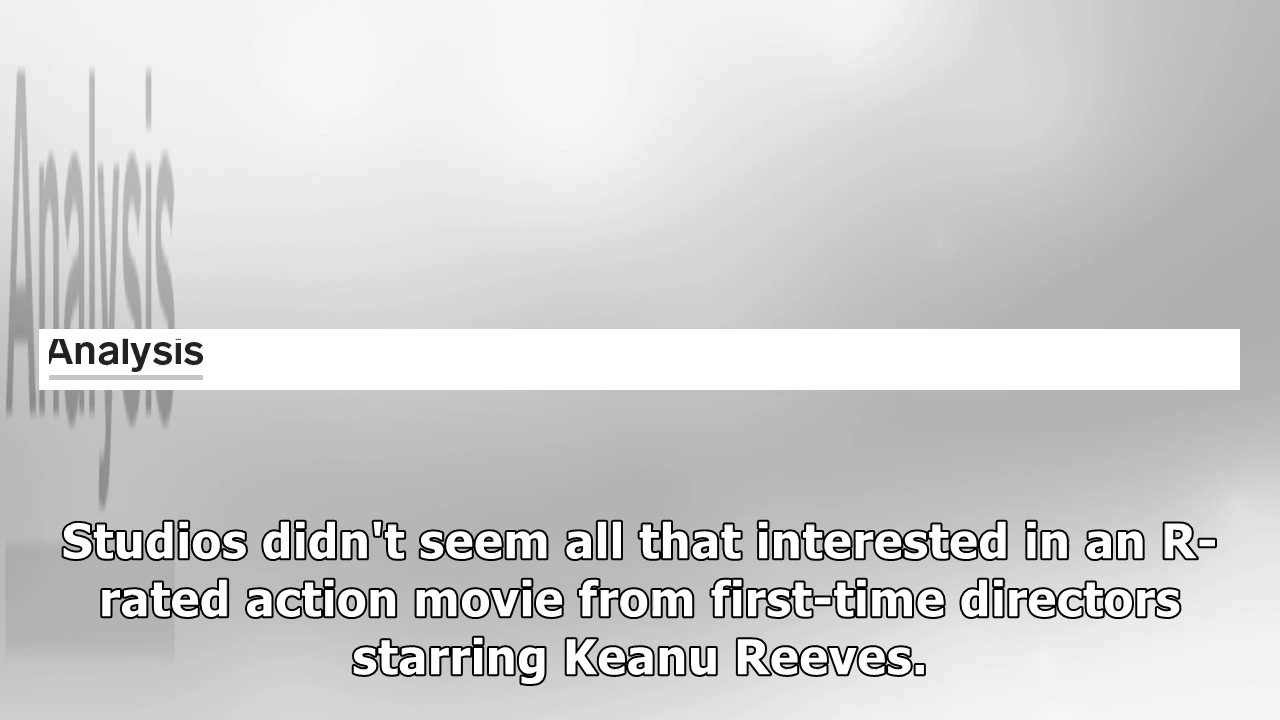 Analysis
Analysis
Studios didn't seem all that interested in an R-
rated action movie from first-time directors
starring Keanu Reeves.